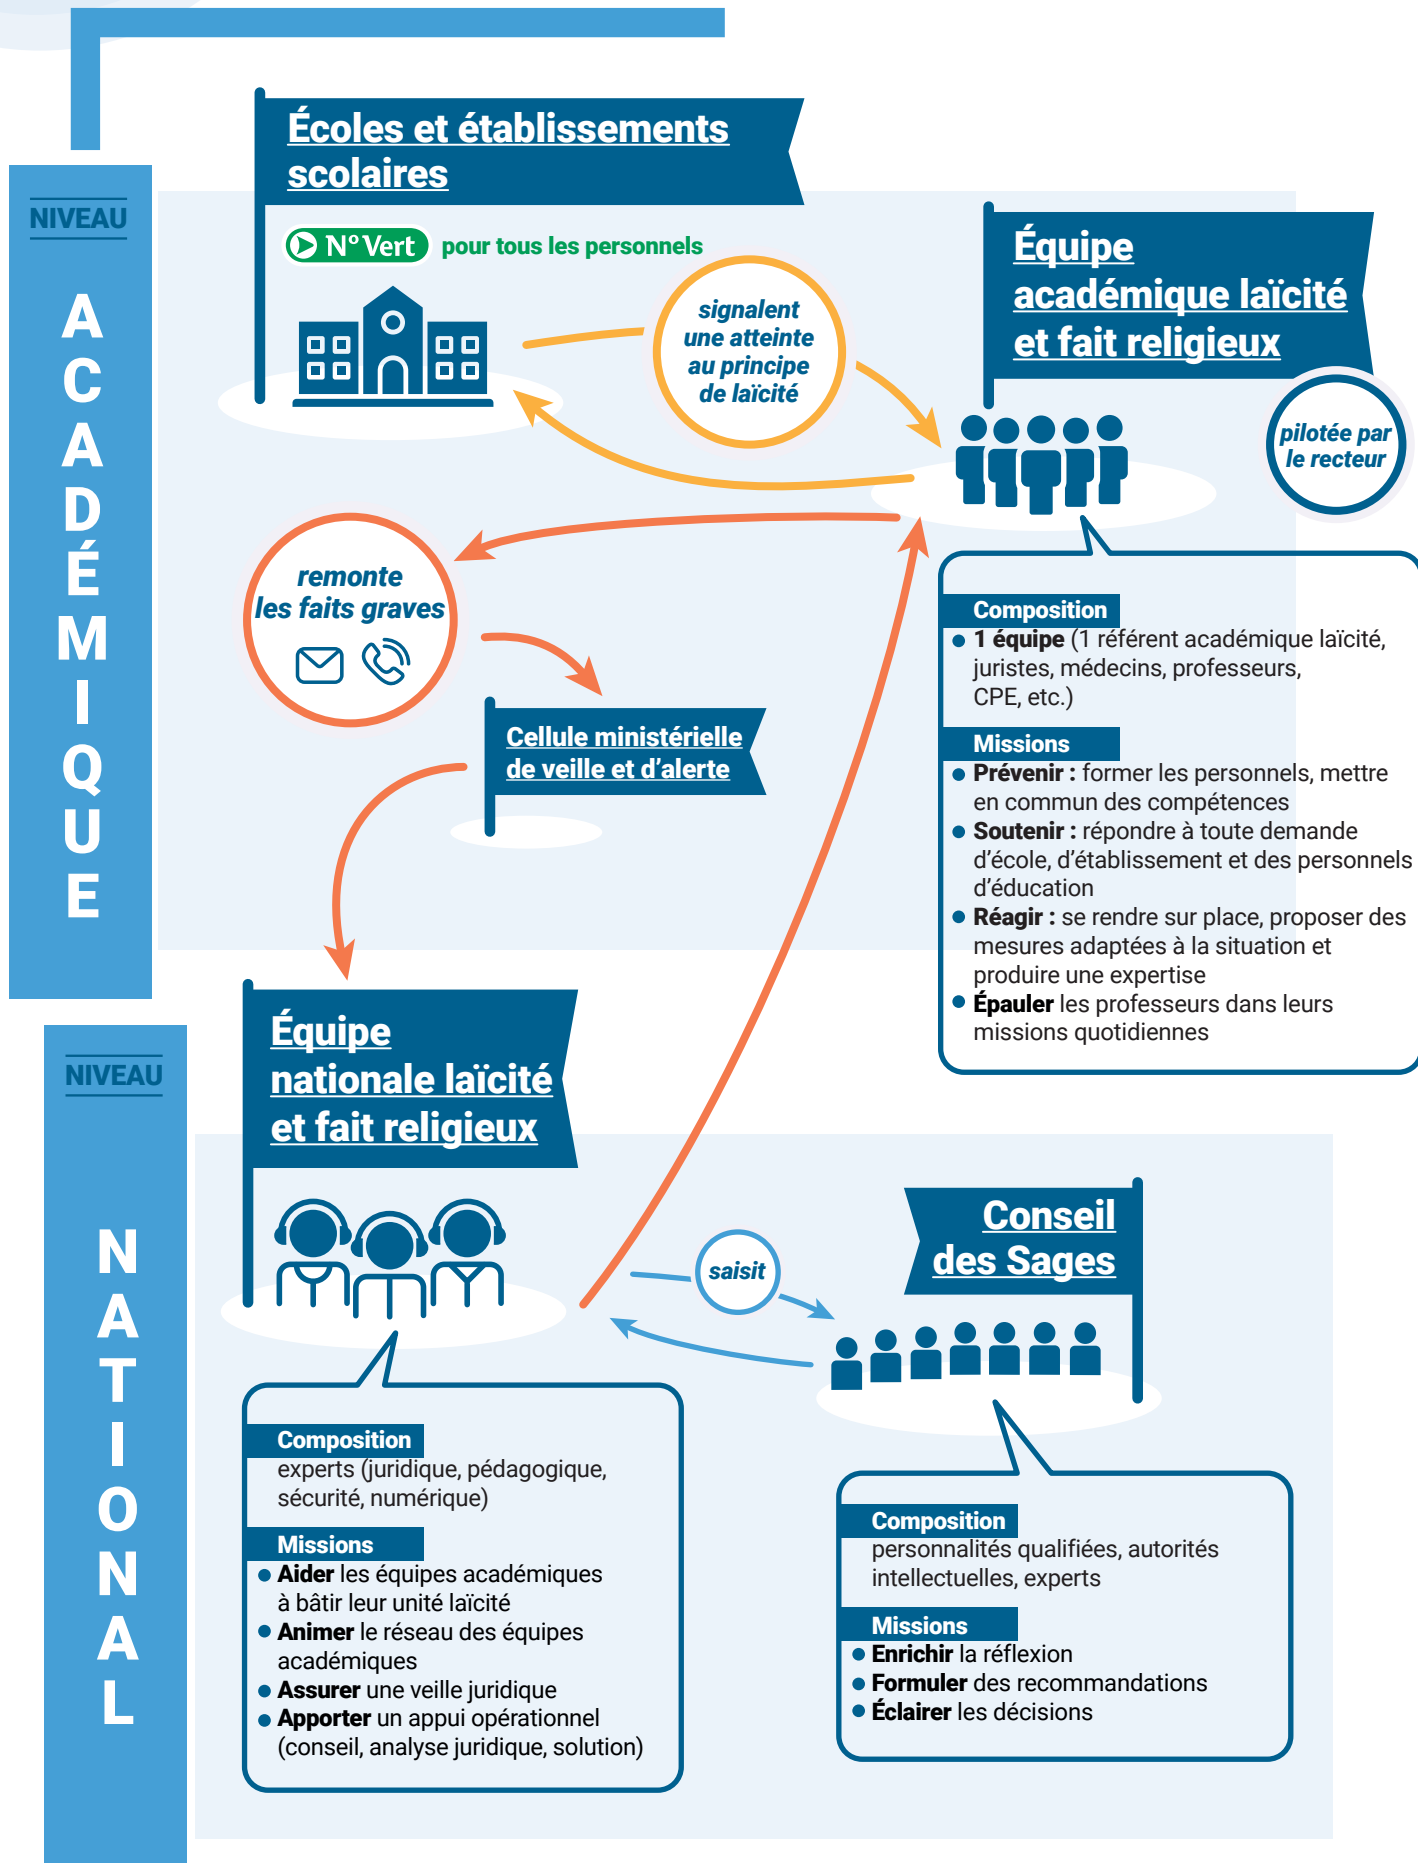 Écoles et établissements
scolaires
NIVEAU
ACADÉMIQUE
N° Vert pour tous les personnels
signalent
une atteinte
au principe
de laïcité
Équipe
académique laïcité
et fait religieux
pilotée par
le recteur
remonte
les faits graves
Cellule ministérielle
de veille et d’alerte
Composition
1 équipe (1 référent académique laïcité,
juristes, médecins, professeurs,
CPE, etc.)
Missions
Prévenir : former les personnels, mettre
en commun des compétences
Soutenir : répondre à toute demande
d’école, d’établissement et des personnels
d’éducation
Réagir : se rendre sur place, proposer des
mesures adaptées à la situation et
produire une expertise
Épauler les professeurs dans leurs
missions quotidiennes
NIVEAU
NATIONAL
Équipe
nationale laïcité
et fait religieux
saisit
Conseil
des Sages
Composition
experts (juridique, pédagogique,
sécurité, numérique)
Missions
Aider les équipes académiques
à bâtir leur unité laïcité
Animer le réseau des équipes
académiques
Assurer une veille juridique
Apporter un appui opérationnel
(conseil, analyse juridique, solution)
Composition
personnalités qualifiées, autorités
intellectuelles, experts
Missions
Enrichir la réflexion
Formuler des recommandations
Éclairer les décisions